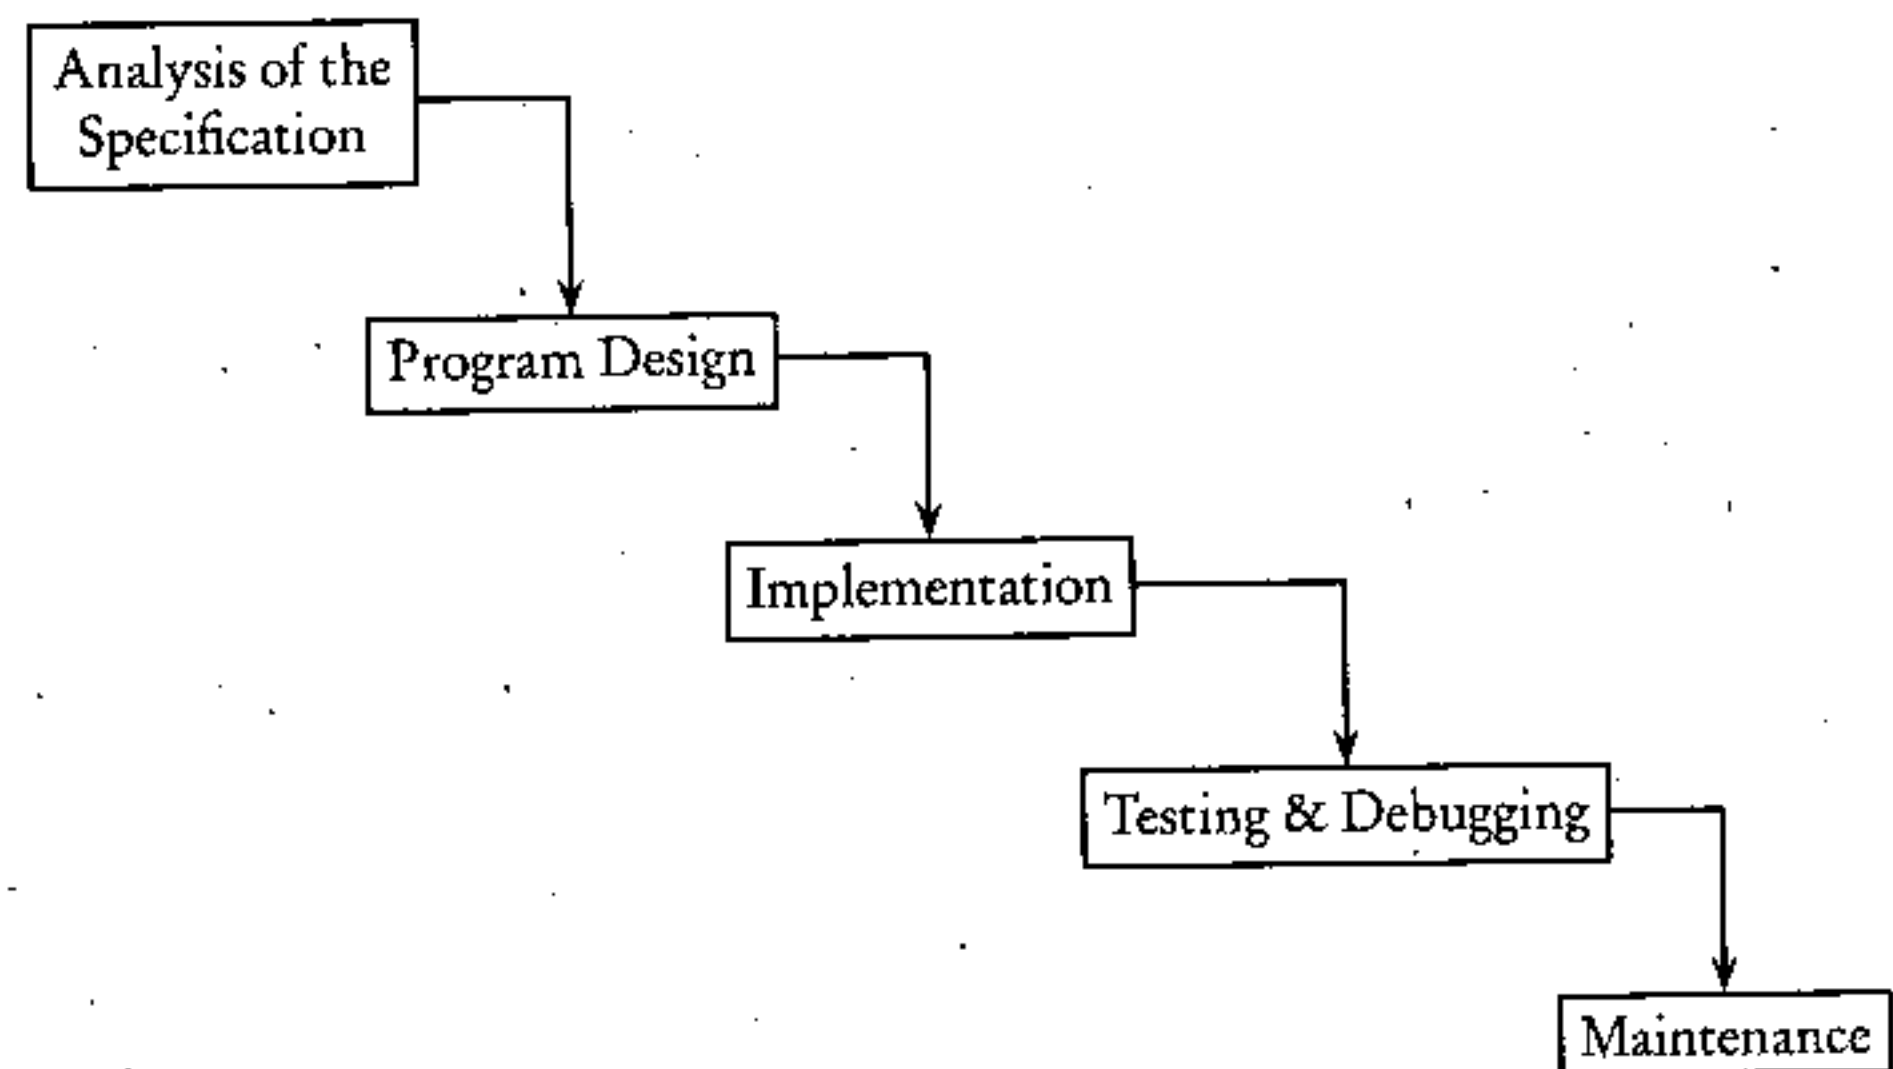 Analysis of the
Specification
Program Design
Implementation
Testing & Debugging
Maintenance